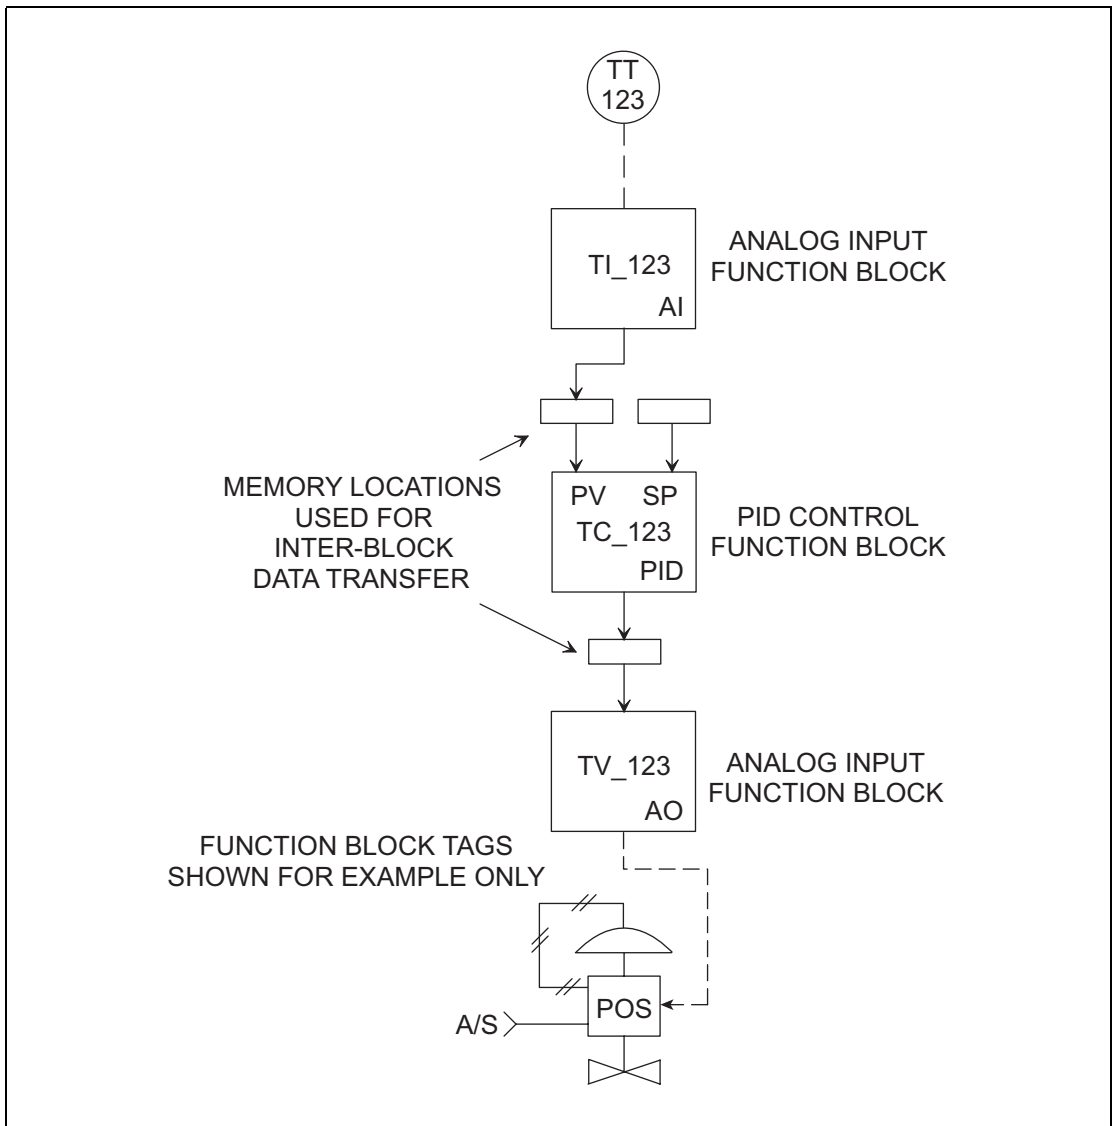 TT
123
TI_123
AI
ANALOG INPUT
FUNCTION BLOCK
MEMORY LOCATIONS
USED FOR
INTER-BLOCK
DATA TRANSFER
PV SP
TC_123
PID
PID CONTROL
FUNCTION BLOCK
TV_123
AO
ANALOG INPUT
FUNCTION BLOCK
FUNCTION BLOCK TAGS
SHOWN FOR EXAMPLE ONLY
POS
A/S